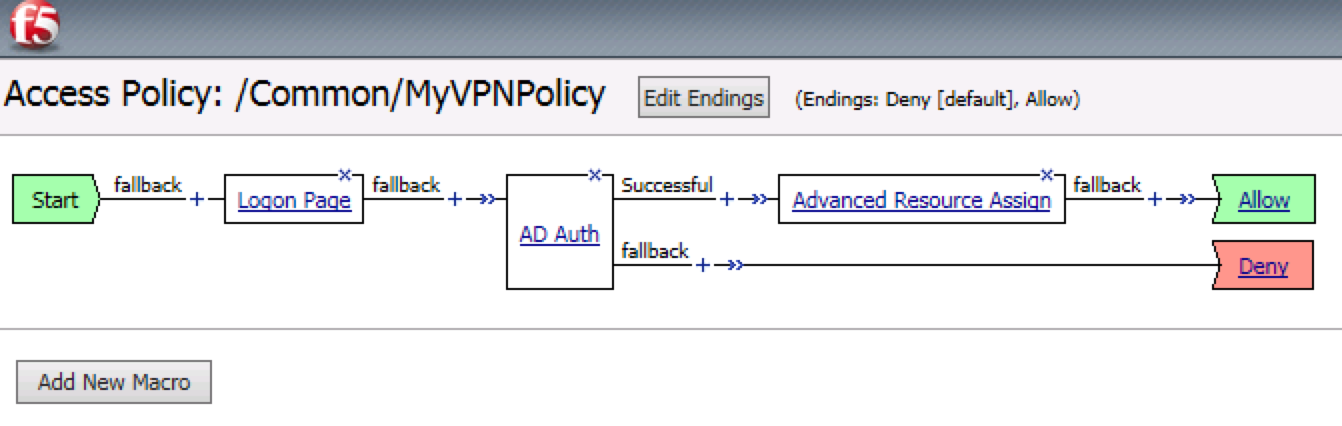 f5
Access Policy: /Common/MyVPNPolicy Edit Endings (Endings: Deny [default], Allow)
Start fallback + Logon Page × fallback + AD Auth × Successful + Advanced Resource Assign × fallback + Allow
fallback + Deny
Add New Macro